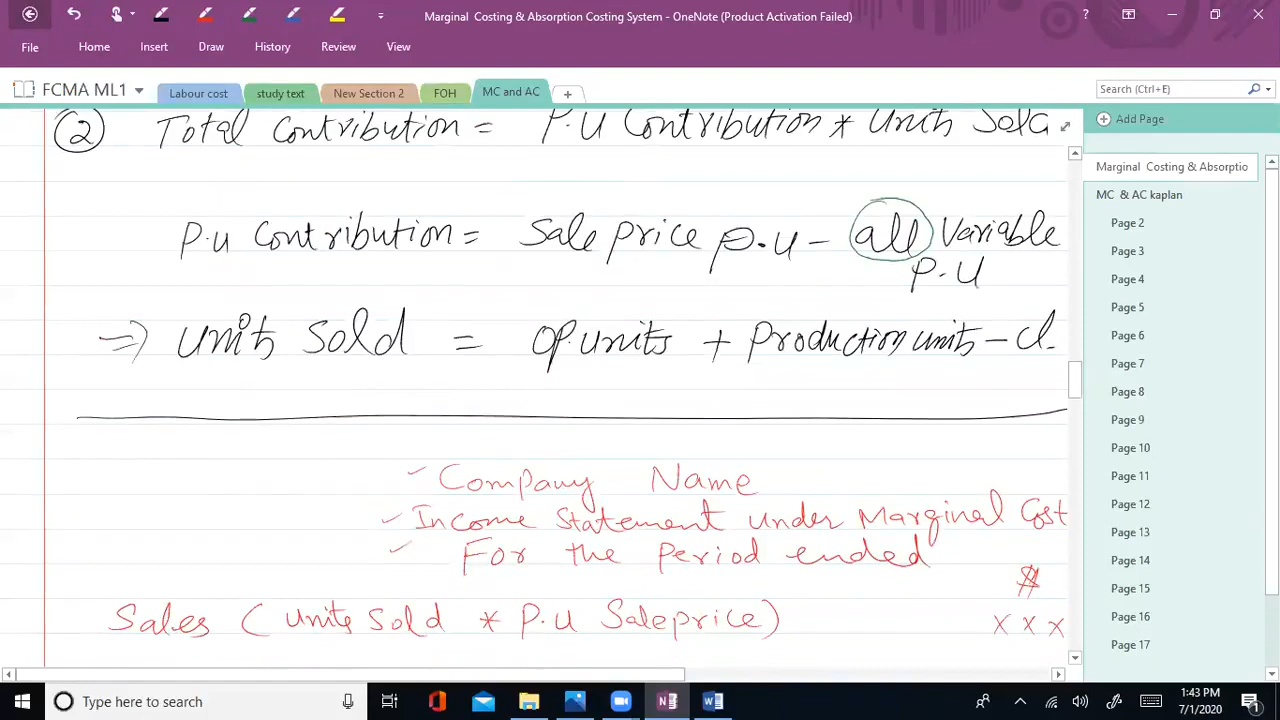 Marginal Costing & Absorption Costing System - OneNote (Product Activation Failed)
?
File Home Insert Draw History Review View
FCMA ML1 Labour cost study text New Section 2 FOH MC and AC +
Search (Ctrl+E)
② Total Contribution = P.U Contribution * Units Sold
P.u Contribution = Sale price P.U - all Variable
P.U
⇒ units sold = op.units + production units - cl.
✓ Company Name
✓ Income Statement under Marginal Cost
✓ For the Period ended
$
Sales ( units sold * P.U Sale price ) x x x
Add Page
Marginal Costing & Absorptio
MC & AC kaplan
Page 2
Page 3
Page 4
Page 5
Page 6
Page 7
Page 8
Page 9
Page 10
Page 11
Page 12
Page 13
Page 14
Page 15
Page 16
Page 17
Type here to search
1:43 PM
7/1/2020
1